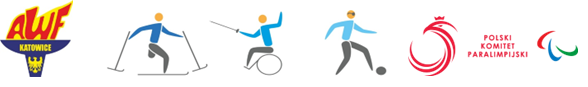 AWF
KATOWICE
POLSKI
KOMITET
PARALIMPIJSKI